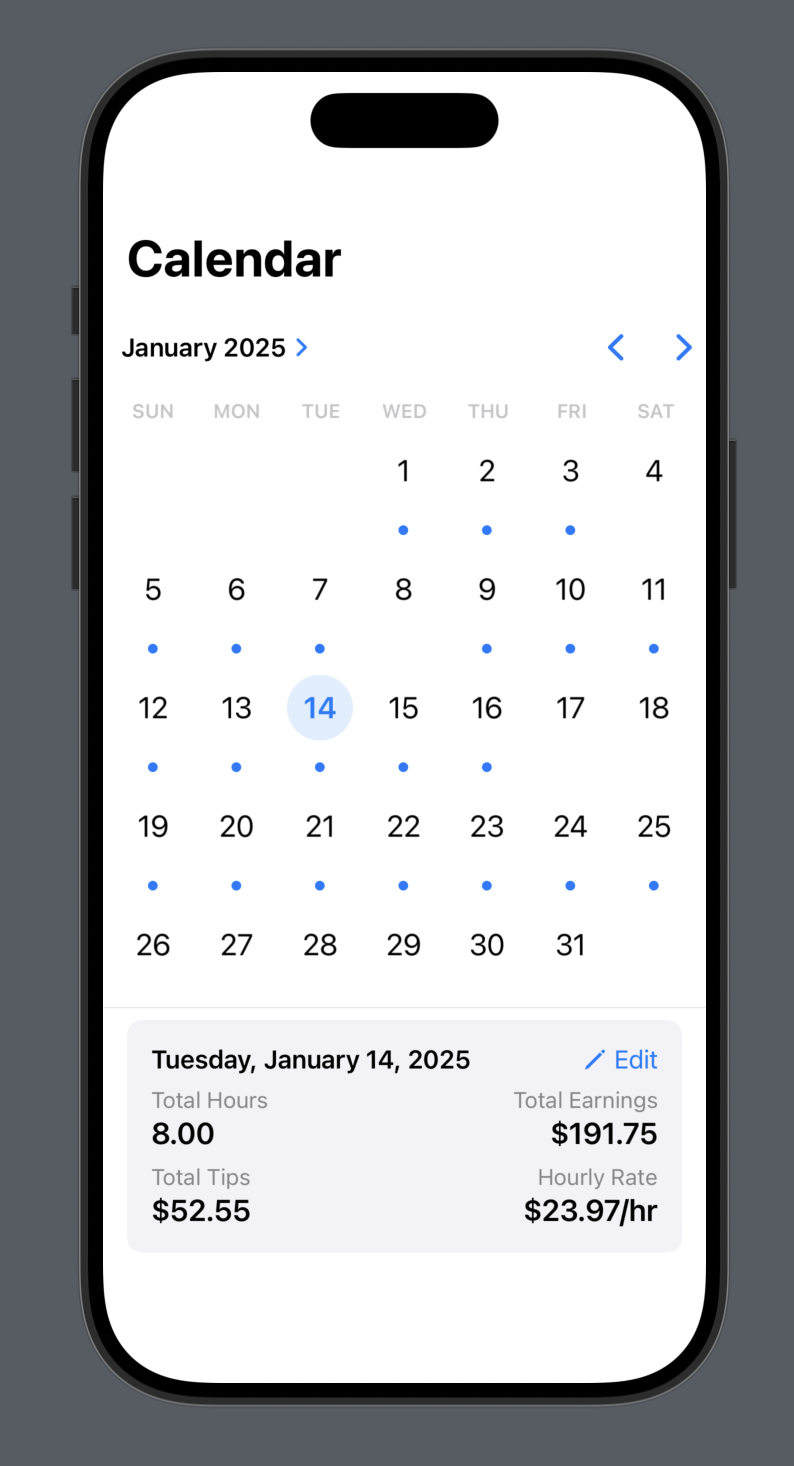 Calendar
January 2025
SUN MON TUE WED THU FRI SAT
1 2 3 4
5 6 7 8 9 10 11
12 13 14 15 16 17 18
19 20 21 22 23 24 25
26 27 28 29 30 31
Tuesday, January 14, 2025 Edit
Total Hours Total Earnings
8.00 $191.75
Total Tips Hourly Rate
$52.55 $23.97/hr